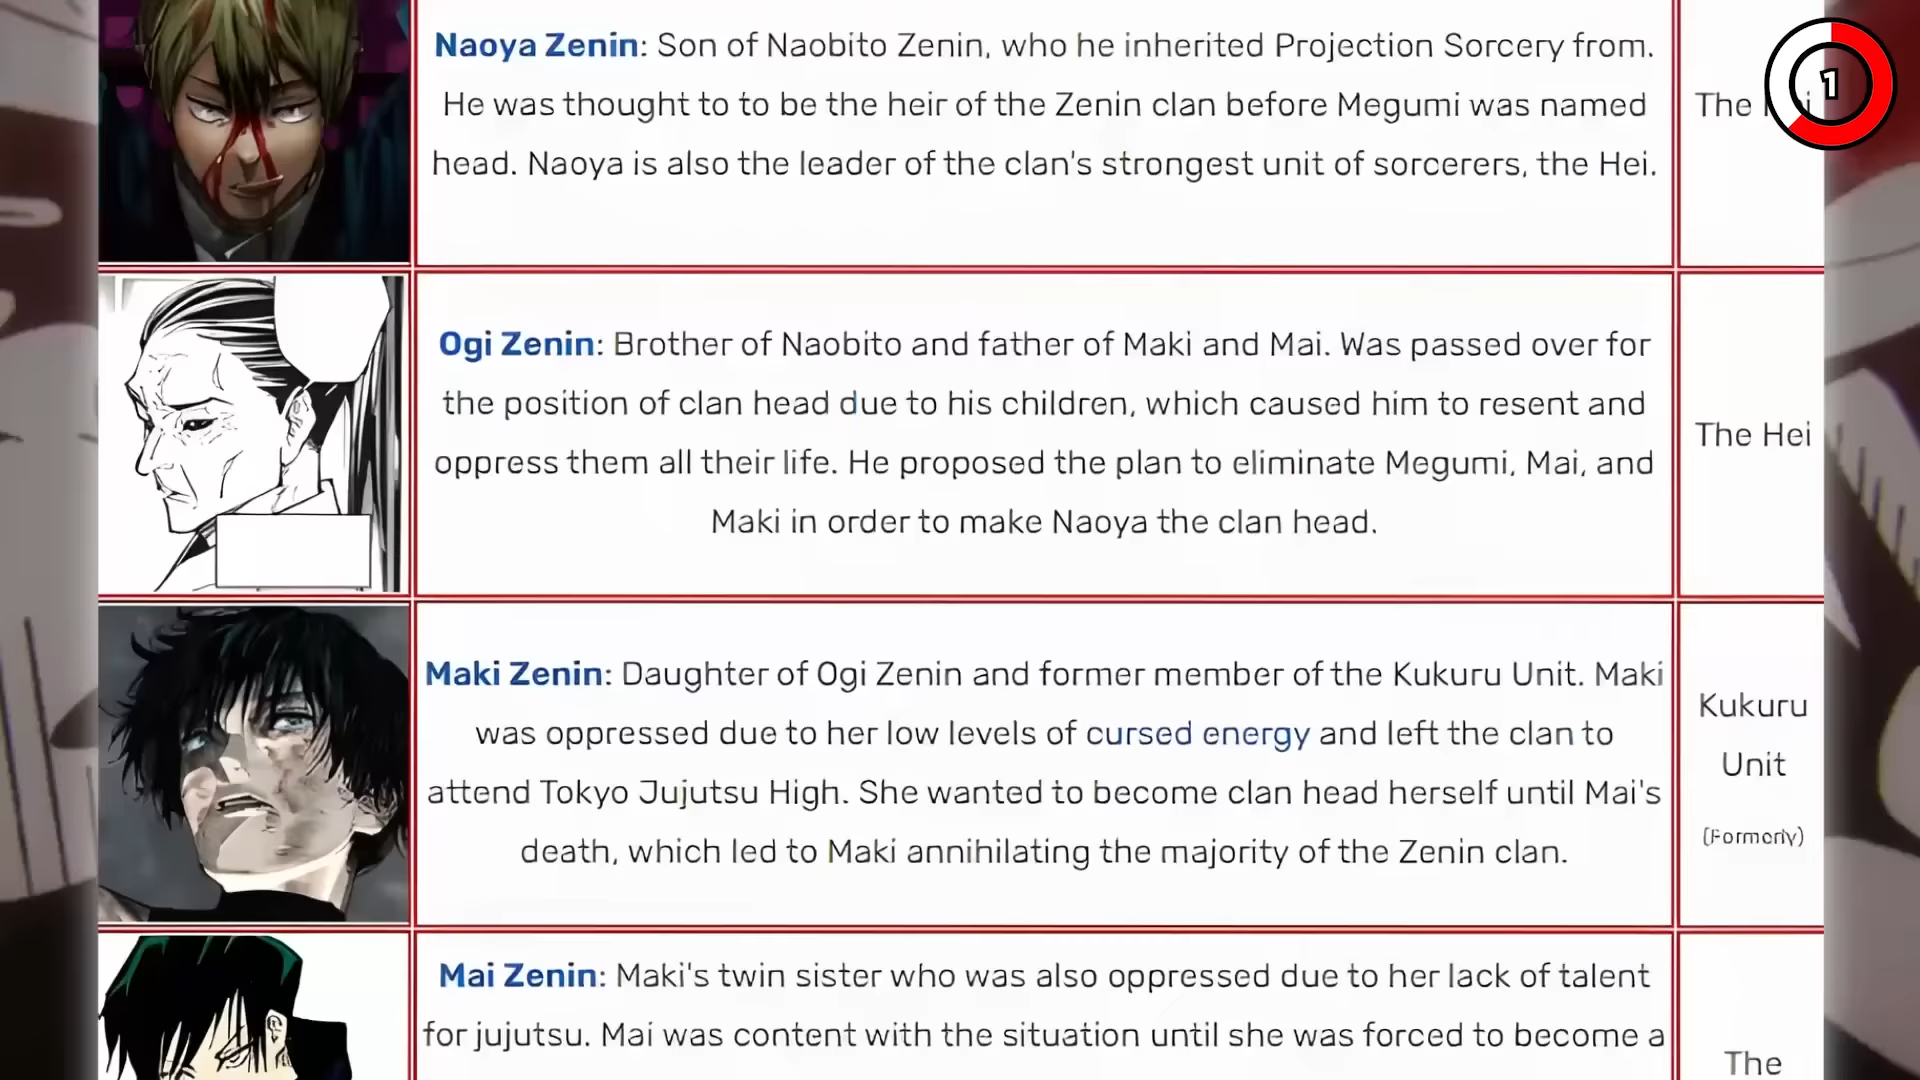 Naoya Zenin: Son of Naobito Zenin, who he inherited Projection Sorcery from.
He was thought to to be the heir of the Zenin clan before Megumi was named
head. Naoya is also the leader of the clan's strongest unit of sorcerers, the Hei.
The
1
Ogi Zenin: Brother of Naobito and father of Maki and Mai. Was passed over for
the position of clan head due to his children, which caused him to resent and
oppress them all their life. He proposed the plan to eliminate Megumi, Mai, and
Maki in order to make Naoya the clan head.
The Hei
Maki Zenin: Daughter of Ogi Zenin and former member of the Kukuru Unit. Maki
was oppressed due to her low levels of cursed energy and left the clan to
attend Tokyo Jujutsu High. She wanted to become clan head herself until Mai's
death, which led to Maki annihilating the majority of the Zenin clan.
Kukuru
Unit
(Formerly)
Mai Zenin: Maki's twin sister who was also oppressed due to her lack of talent
for jujutsu. Mai was content with the situation until she was forced to become a
The